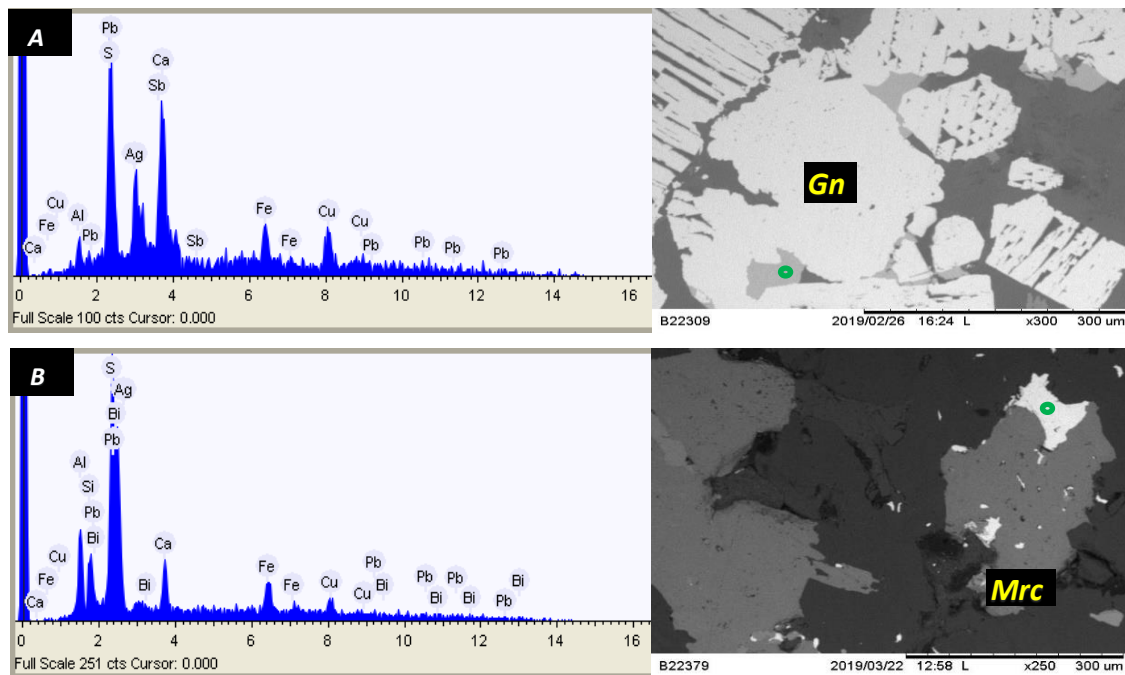 A
Pb
S
Ca
Sb
Ag
Cu
Fe
Al
Pb
Ca
Sb
Fe
Fe
Cu
Cu
Pb
Pb
Pb
Pb
0 2 4 6 8 10 12 14 16
Full Scale 100 cts Cursor: 0.000
Gn
B22309 2019/02/26 16:24 L x300 300 um
B
S
Ag
Bi
Pb
Al
Si
Pb
Bi
Cu
Fe
Ca
Bi
Ca
Fe
Fe
Cu
Cu
Pb
Bi
Pb
Bi
Pb
Bi
Pb
Bi
0 2 4 6 8 10 12 14 16
Full Scale 251 cts Cursor: 0.000
Mrc
B22379 2019/03/22 12:58 L x250 300 um